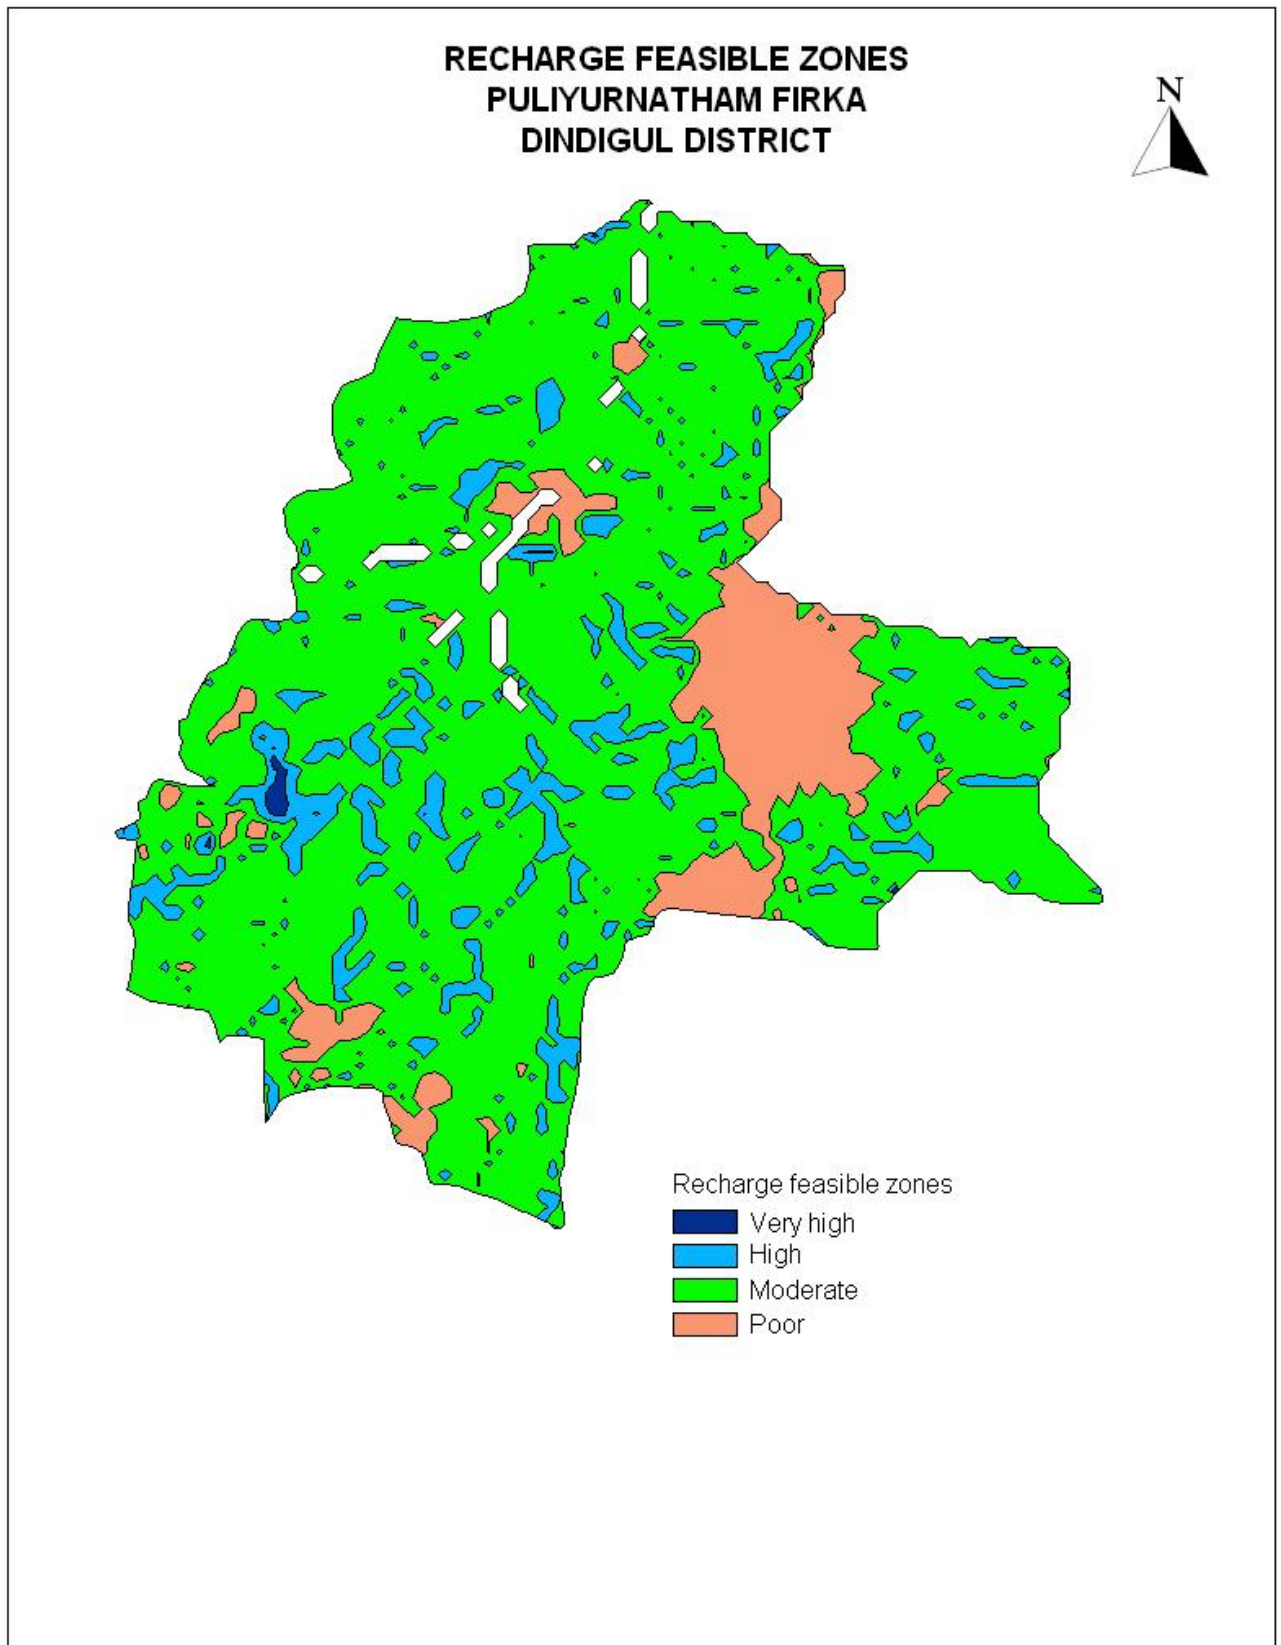 RECHARGE FEASIBLE ZONES
PULIYURNATHAM FIRKA
DINDIGUL DISTRICT
N
Recharge feasible zones
Very high
High
Moderate
Poor